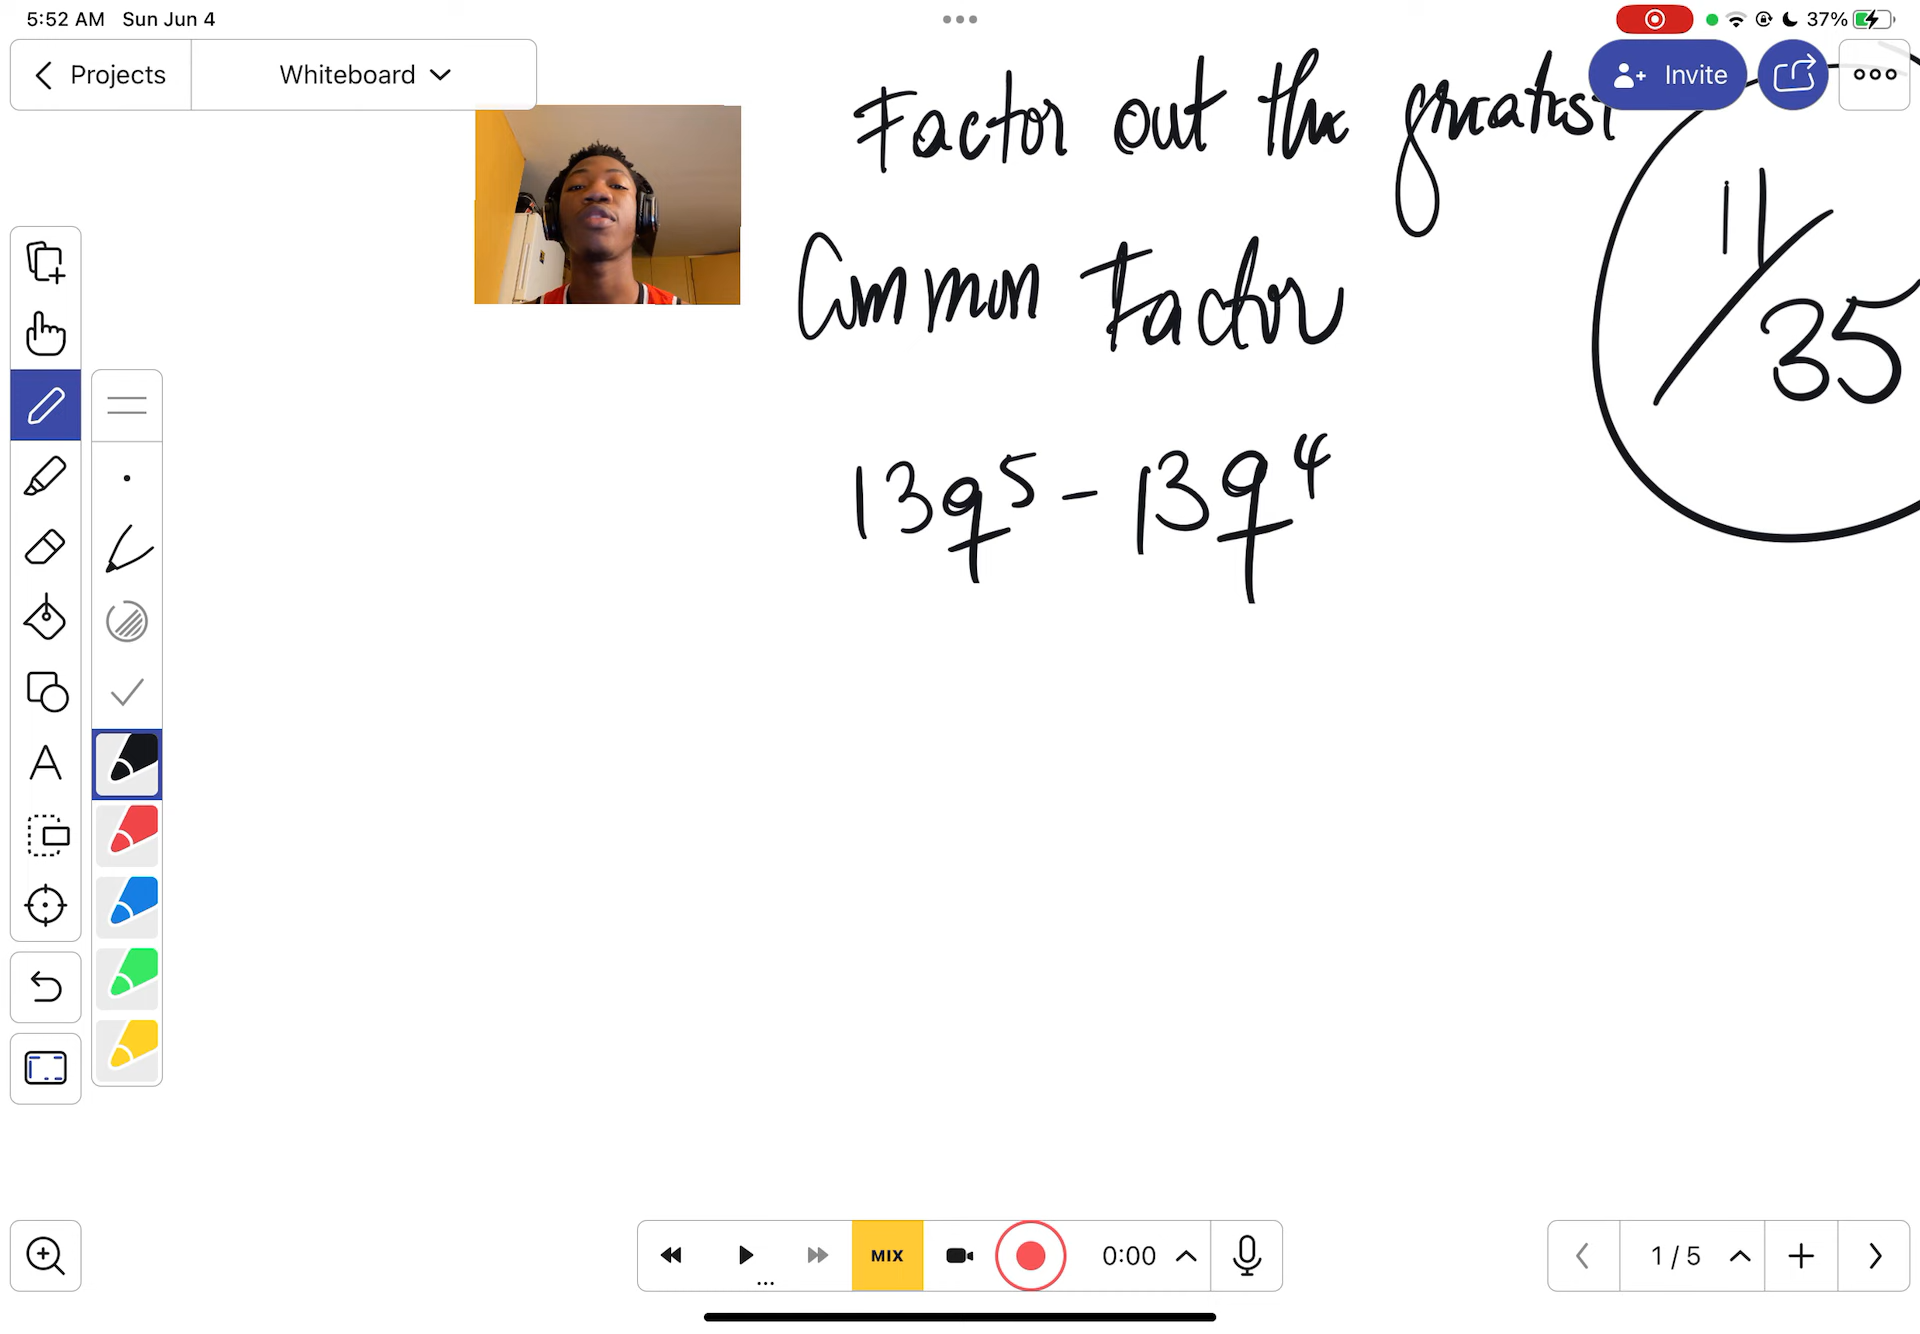 5:52 AM Sun Jun 4
37%
Projects
Whiteboard
Invite
Factor out the greatest
Common Factor
11/35
13q⁵ - 13q⁴
A
MIX
0:00
1 / 5